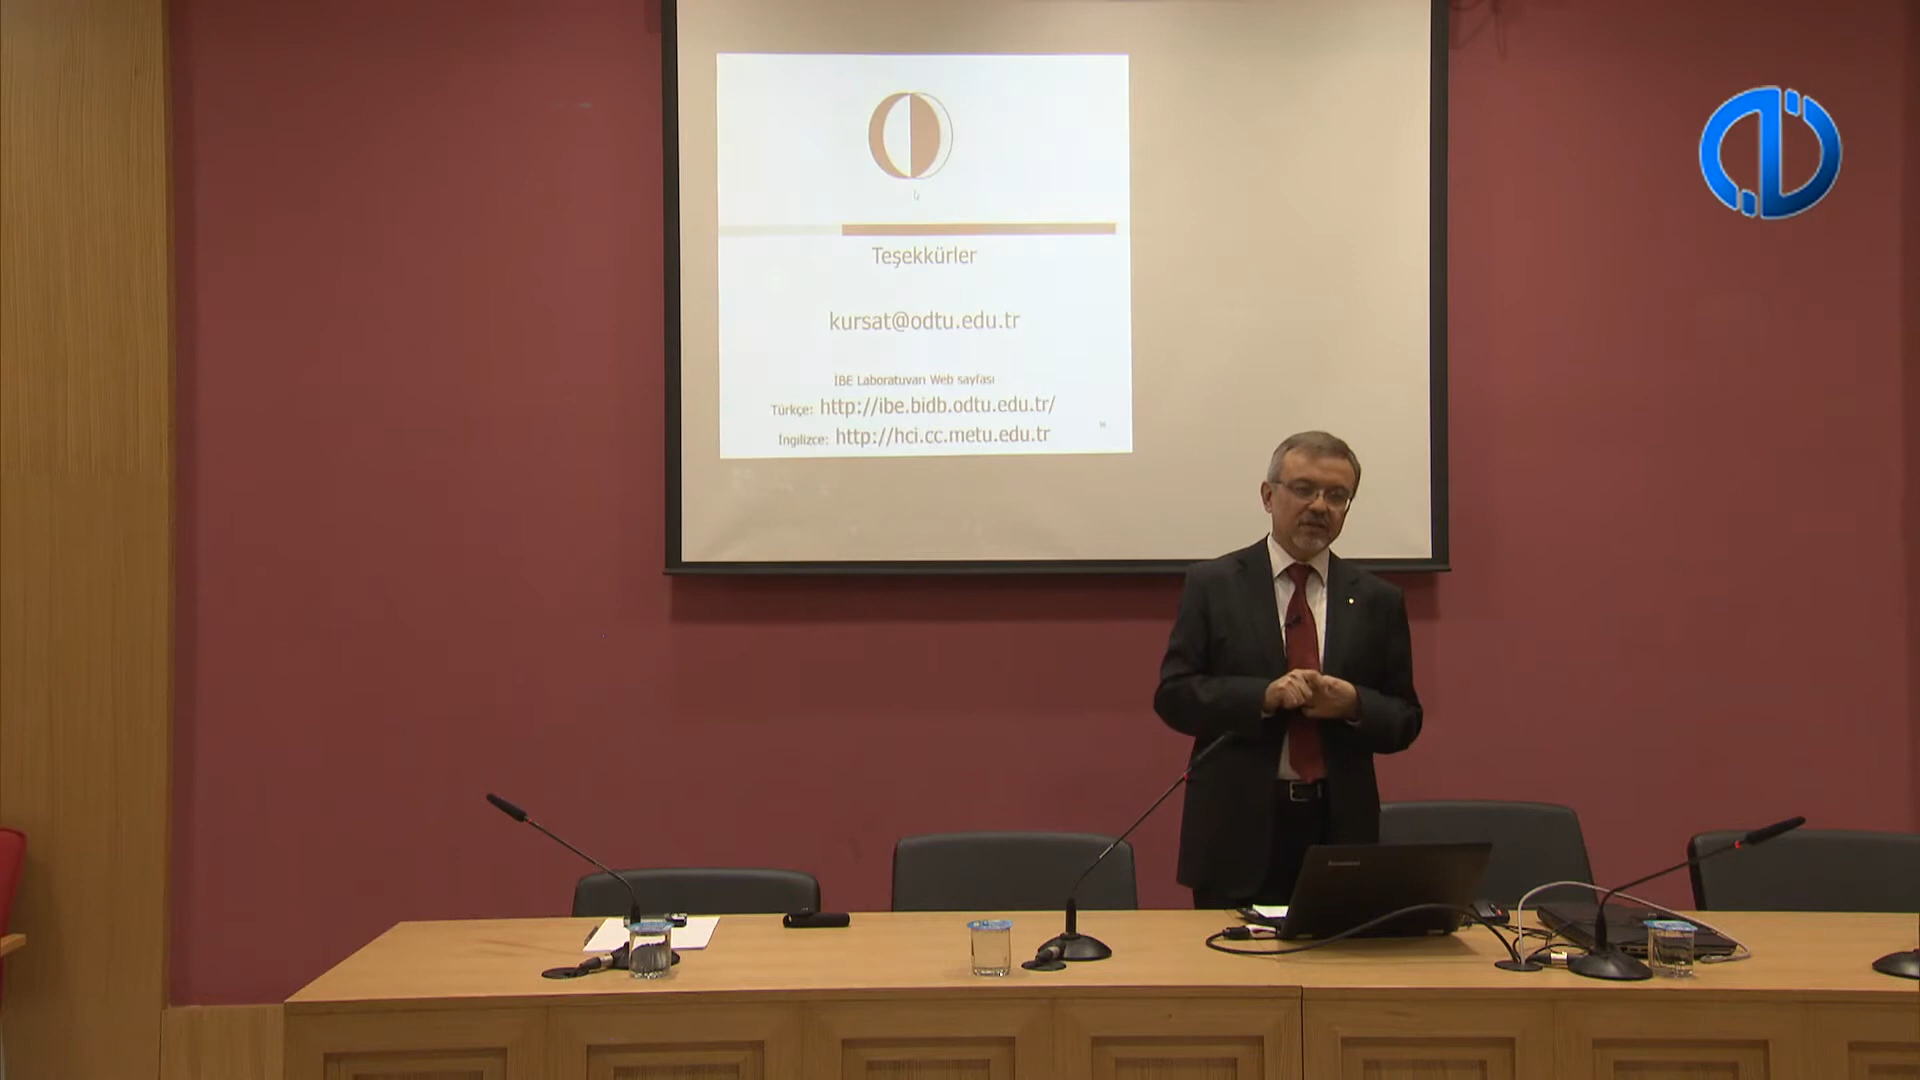 Teşekkürler
kursat@odtu.edu.tr
İBE Laboratuvarı Web sayfası
Türkçe: http://ibe.bidb.odtu.edu.tr/
İngilizce: http://hci.cc.metu.edu.tr